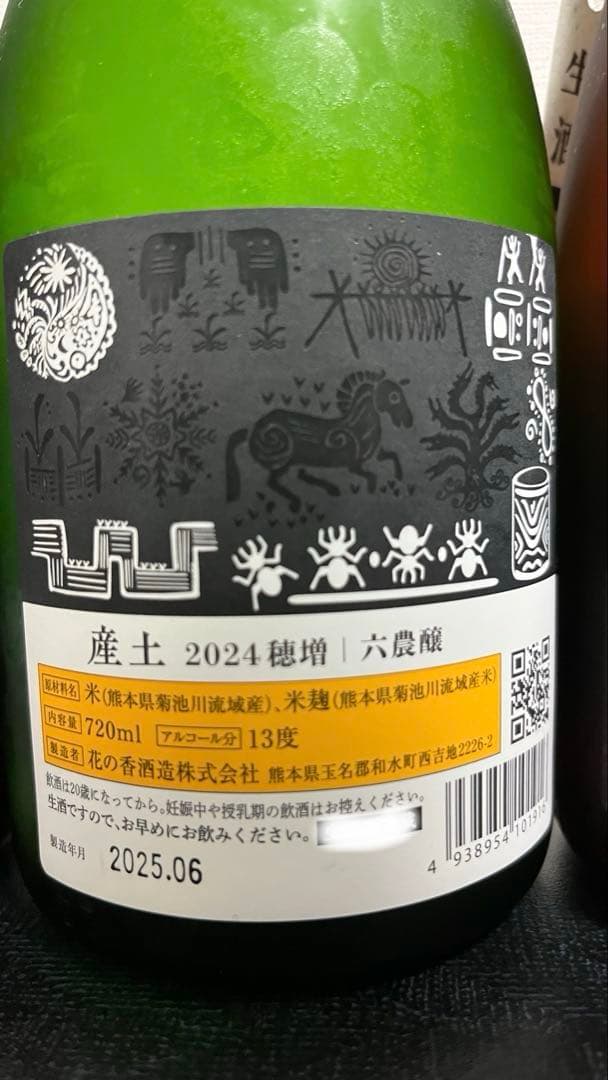 生酒
産土 2024穂増 | 六農醸
原材料名 米(熊本県菊池川流域産)、米麹(熊本県菊池川流域産米)
内容量 720ml アルコール分 13度
製造者 花の香酒造株式会社 熊本県玉名郡和水町西吉地2226-2
飲酒は20歳になってから。妊娠中や授乳期の飲酒はお控えください。
生酒ですので、お早めにお飲みください。
製造年月 2025.06
4 938954 101916